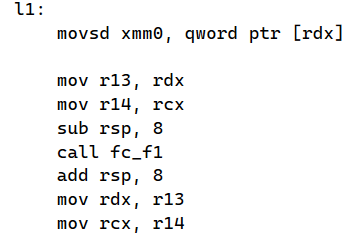 l1:
movsd xmm0, qword ptr [rdx]
mov r13, rdx
mov r14, rcx
sub rsp, 8
call fc_f1
add rsp, 8
mov rdx, r13
mov rcx, r14